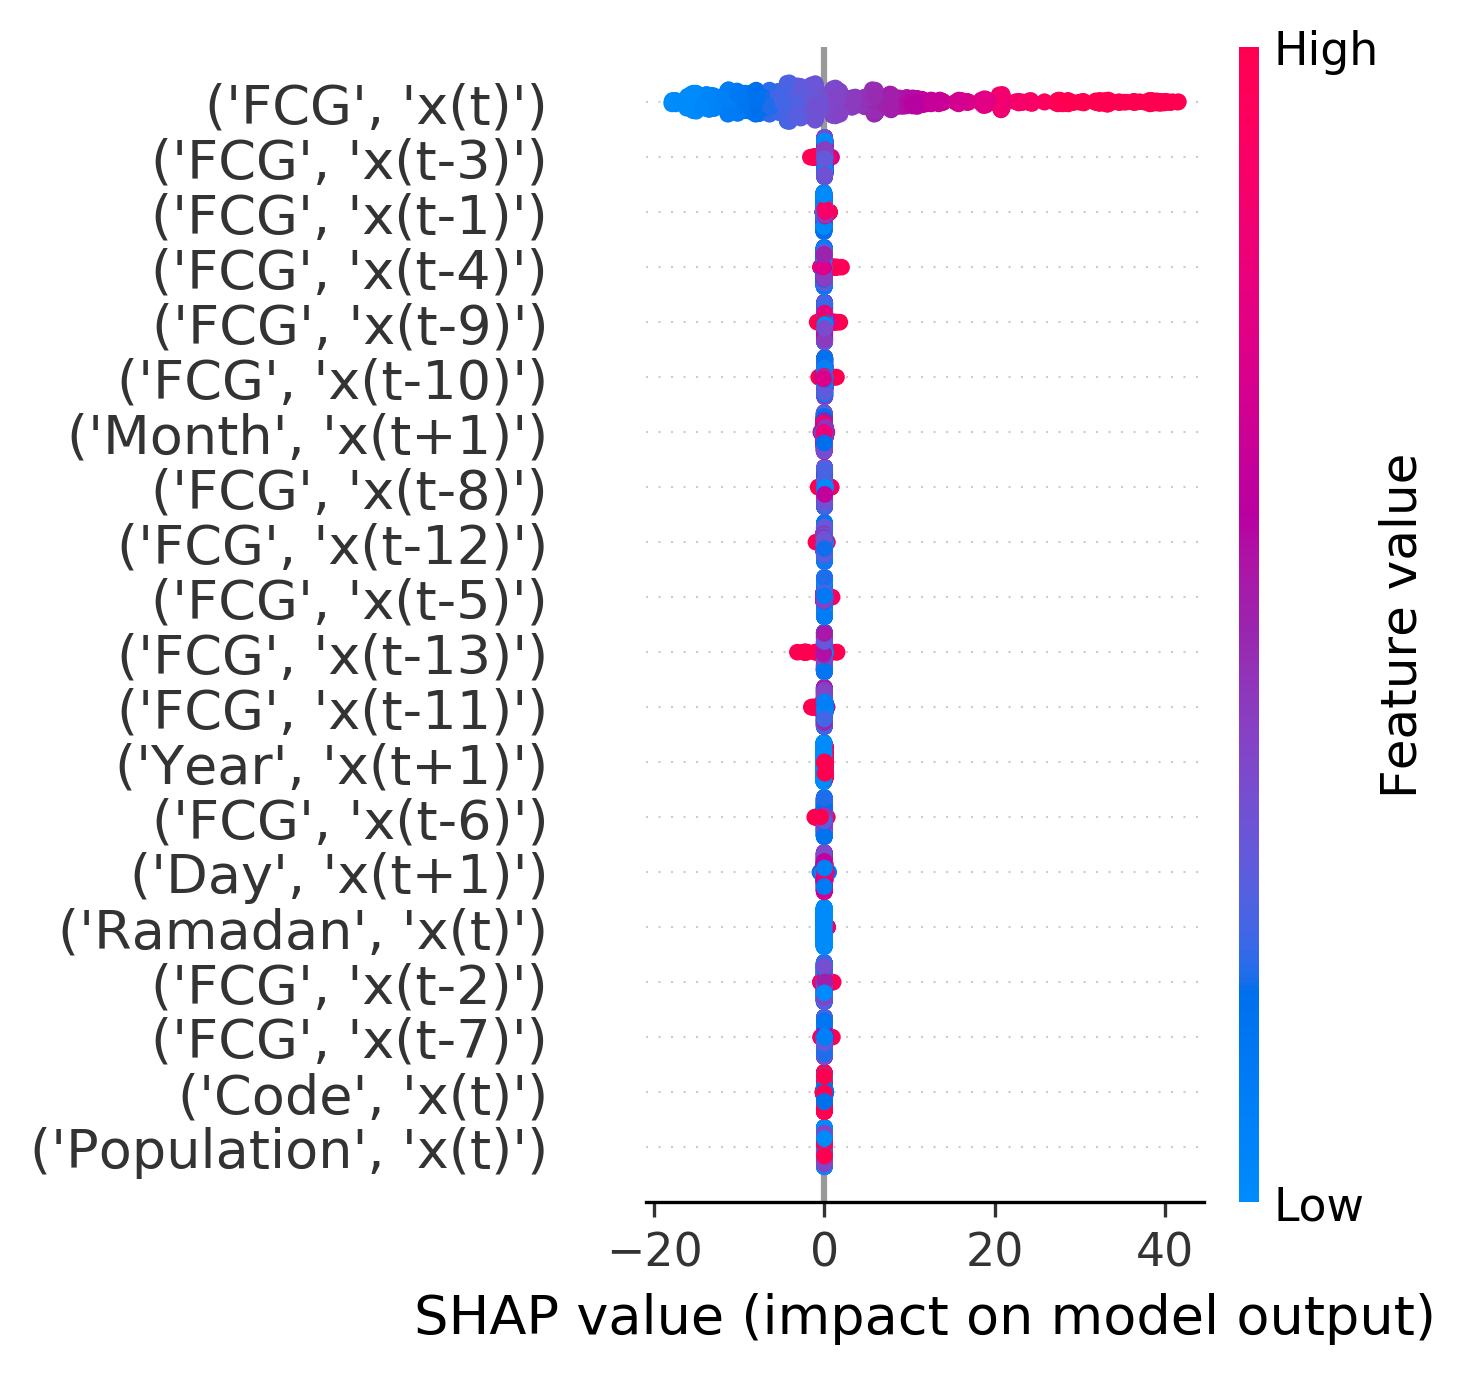 High
('FCG', 'x(t)')
('FCG', 'x(t-3)')
('FCG', 'x(t-1)')
('FCG', 'x(t-4)')
('FCG', 'x(t-9)')
('FCG', 'x(t-10)')
('Month', 'x(t+1)')
('FCG', 'x(t-8)')
('FCG', 'x(t-12)')
('FCG', 'x(t-5)')
('FCG', 'x(t-13)')
('FCG', 'x(t-11)')
('Year', 'x(t+1)')
('FCG', 'x(t-6)')
('Day', 'x(t+1)')
('Ramadan', 'x(t)')
('FCG', 'x(t-2)')
('FCG', 'x(t-7)')
('Code', 'x(t)')
('Population', 'x(t)')
Feature value
Low
−20 0 20 40
SHAP value (impact on model output)